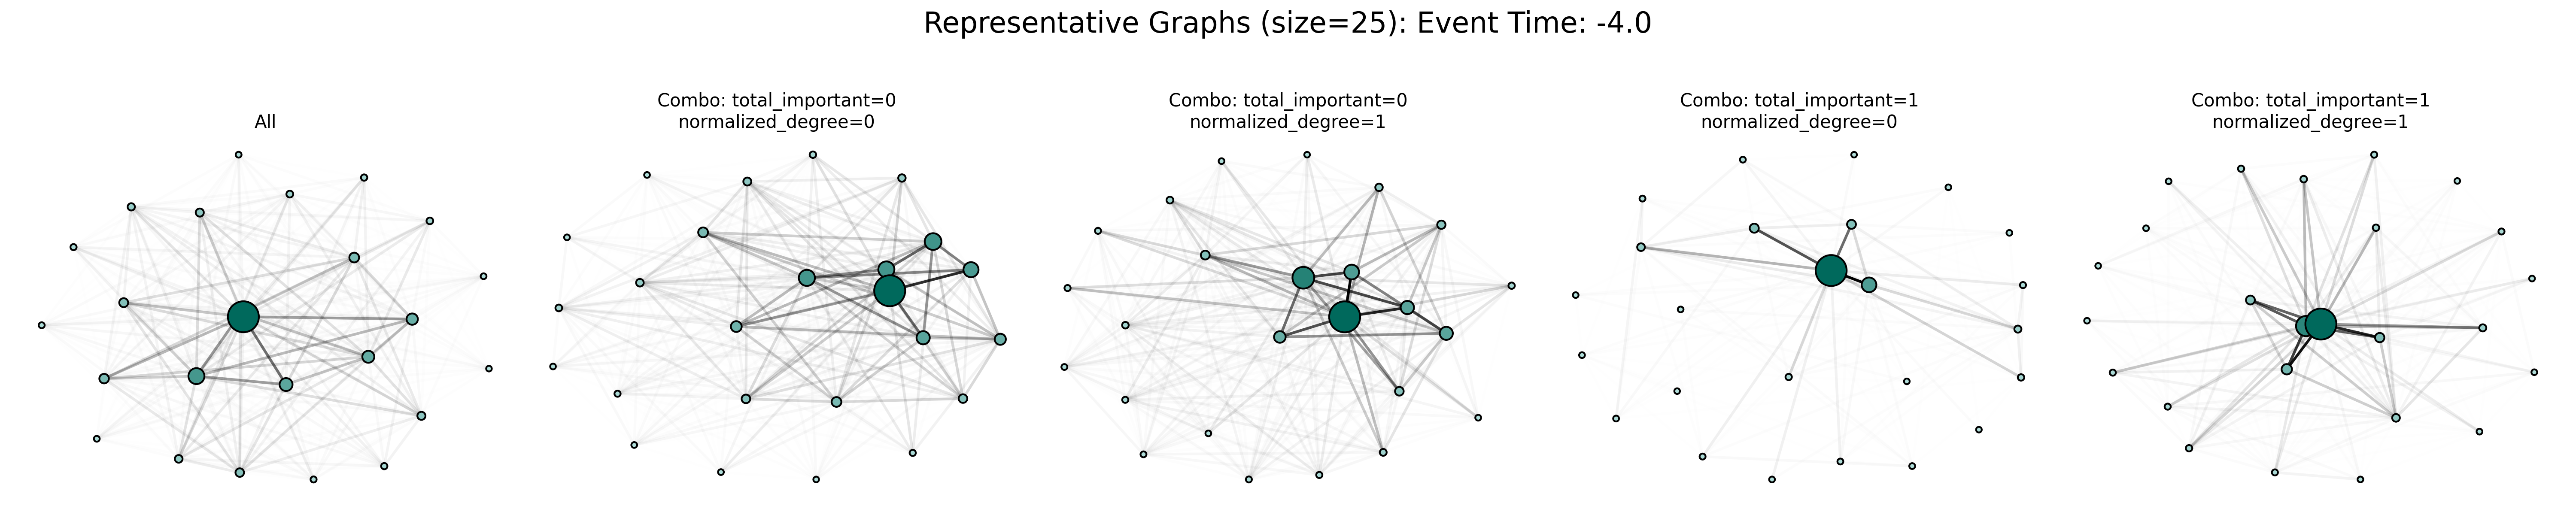 Representative Graphs (size=25): Event Time: -4.0
All
Combo: total_important=0
normalized_degree=0
Combo: total_important=0
normalized_degree=1
Combo: total_important=1
normalized_degree=0
Combo: total_important=1
normalized_degree=1